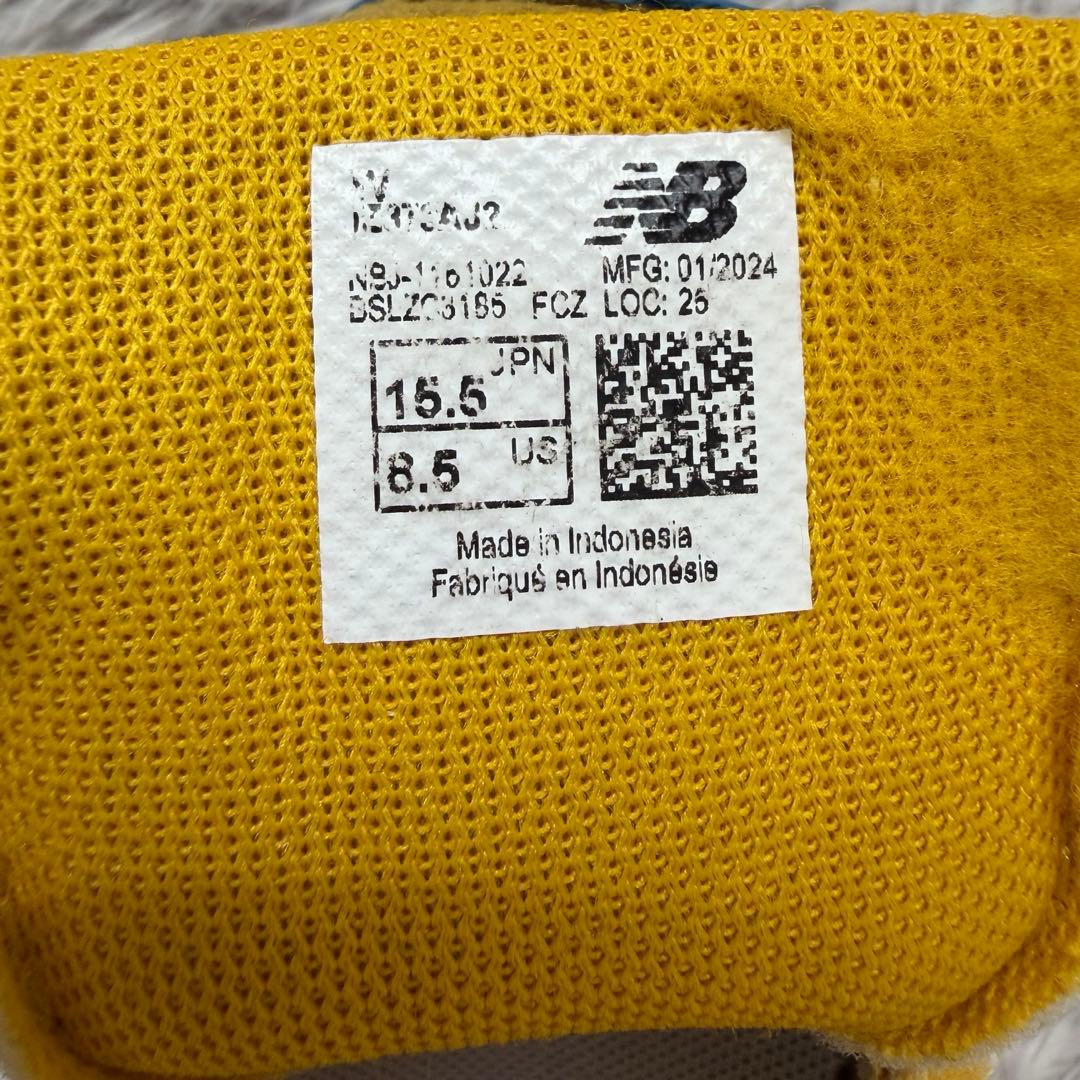 W
IZ373AJ2
NB
MFG: 01/2024
FCZ LOC: 25
JPN
15.5
US
8.5
Made in Indonesia
Fabriqué en Indonésie